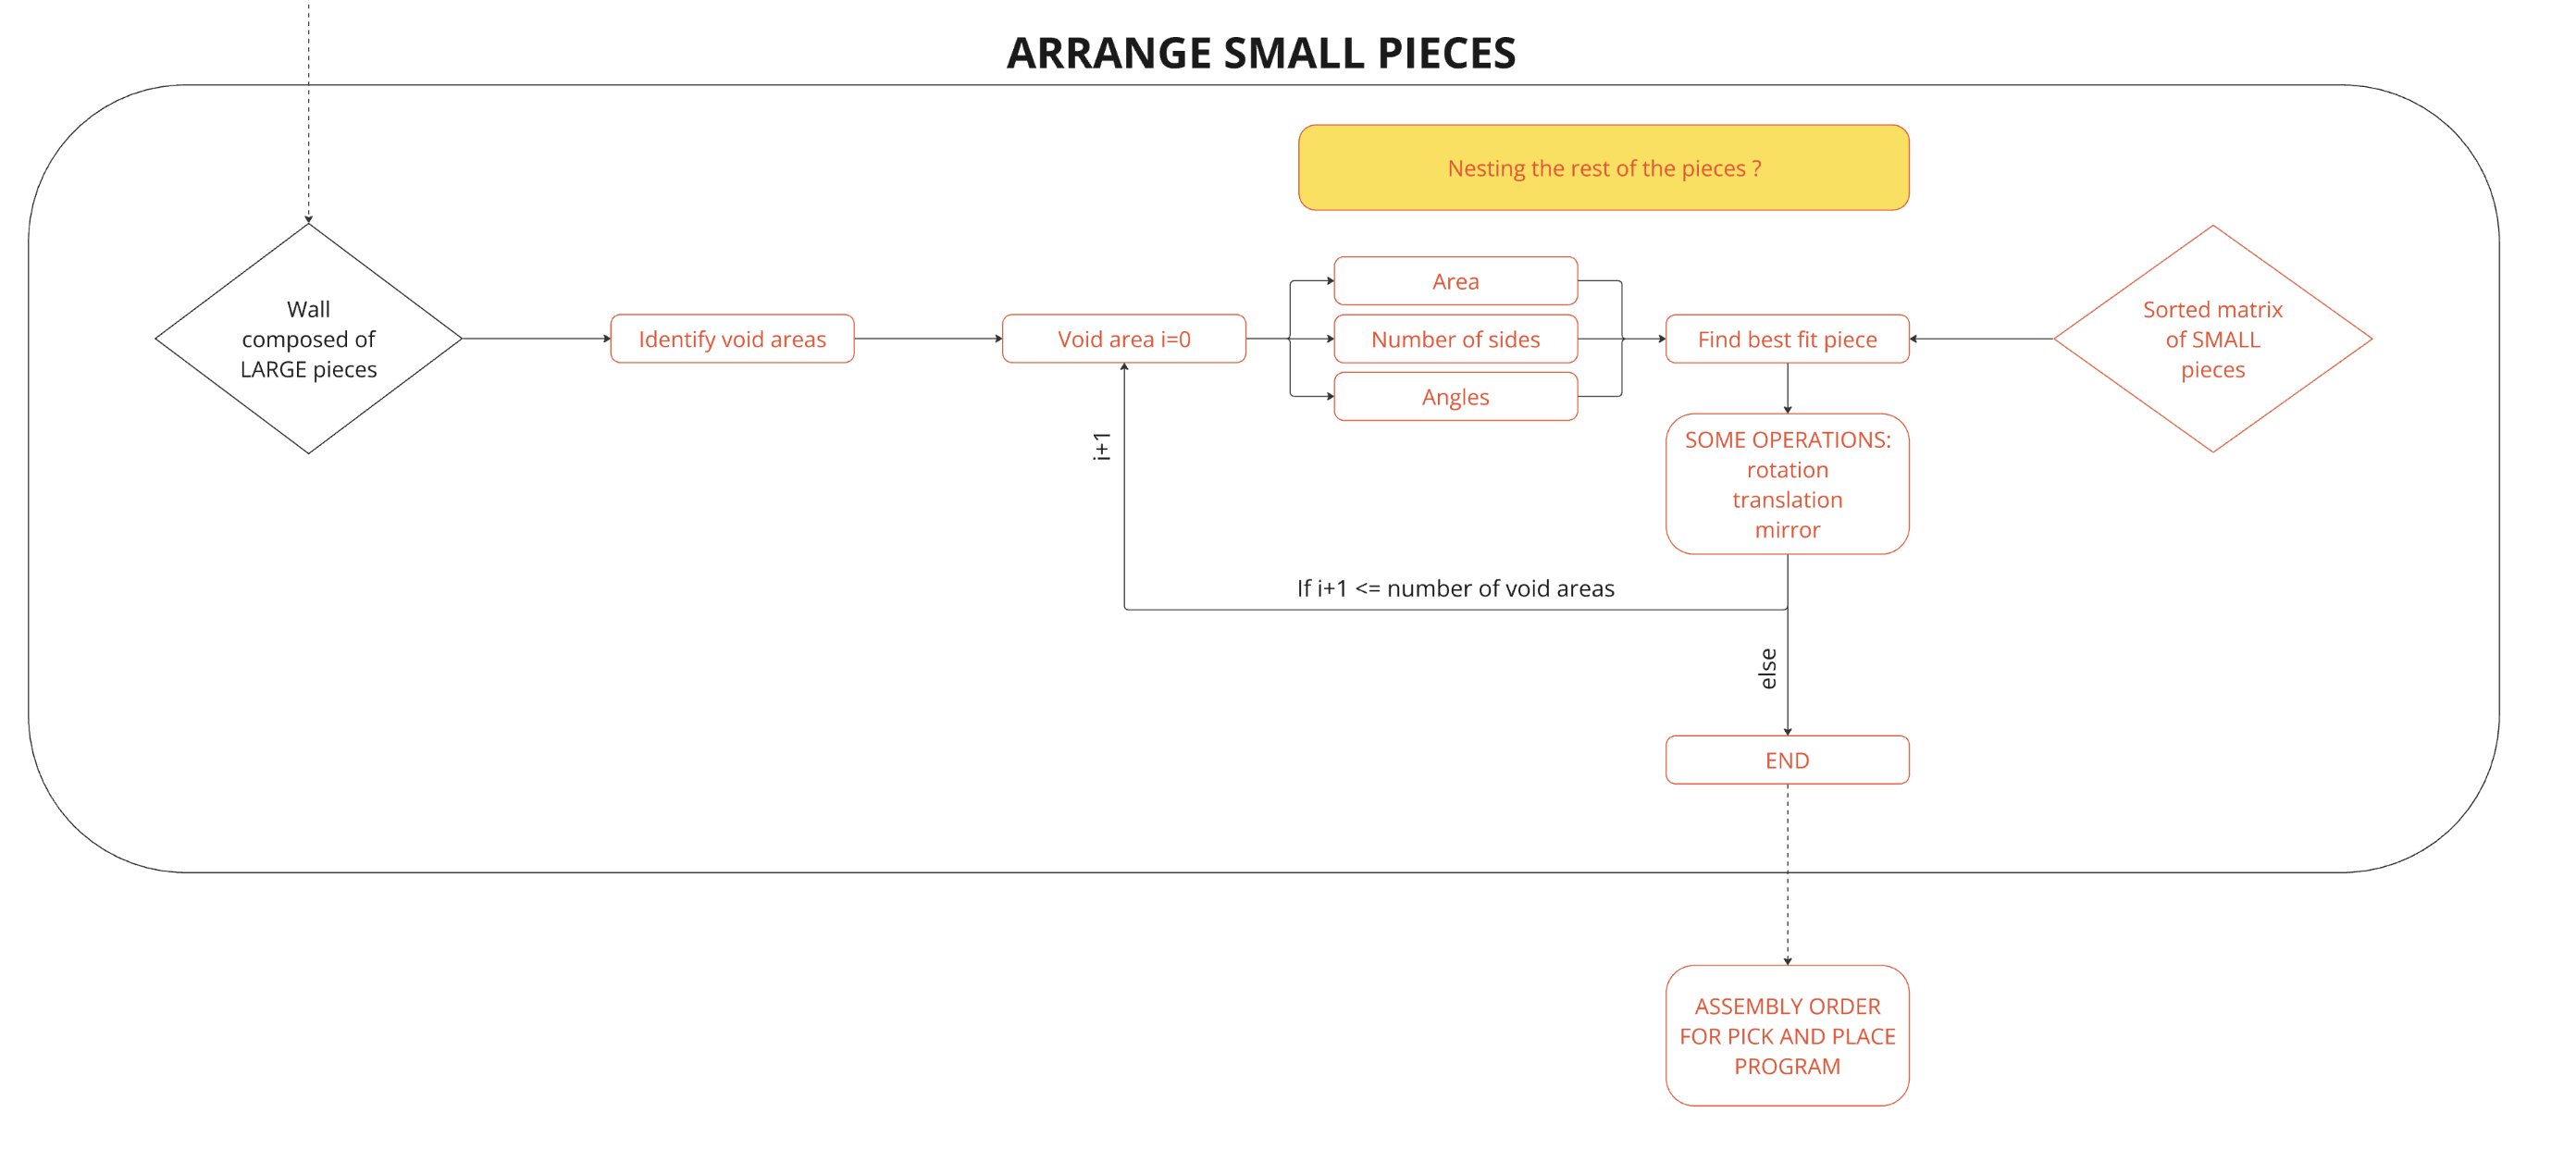 ARRANGE SMALL PIECES
Nesting the rest of the pieces ?
Wall
composed of
LARGE pieces
Identify void areas
Void area i=0
Area
Number of sides
Angles
Find best fit piece
Sorted matrix
of SMALL
pieces
SOME OPERATIONS:
rotation
translation
mirror
i+1
If i+1 <= number of void areas
else
END
ASSEMBLY ORDER
FOR PICK AND PLACE
PROGRAM